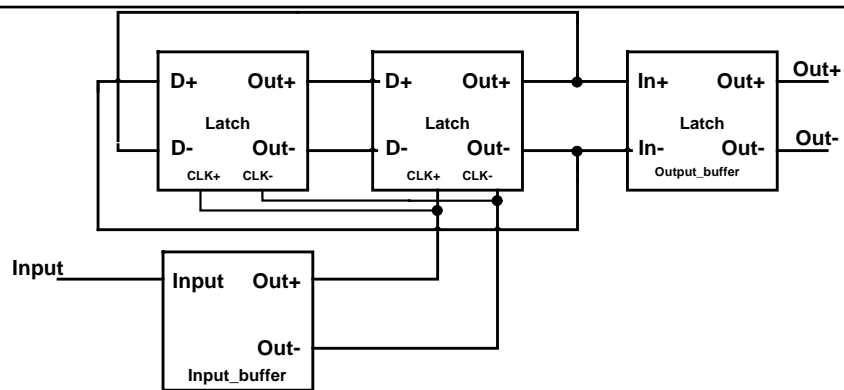 D+ Out+ D+ Out+ In+ Out+ Out+
Latch Latch Latch
D- Out- D- Out- In- Out- Out-
CLK+ CLK- CLK+ CLK- Output_buffer
Input Input Out+
Out-
Input_buffer